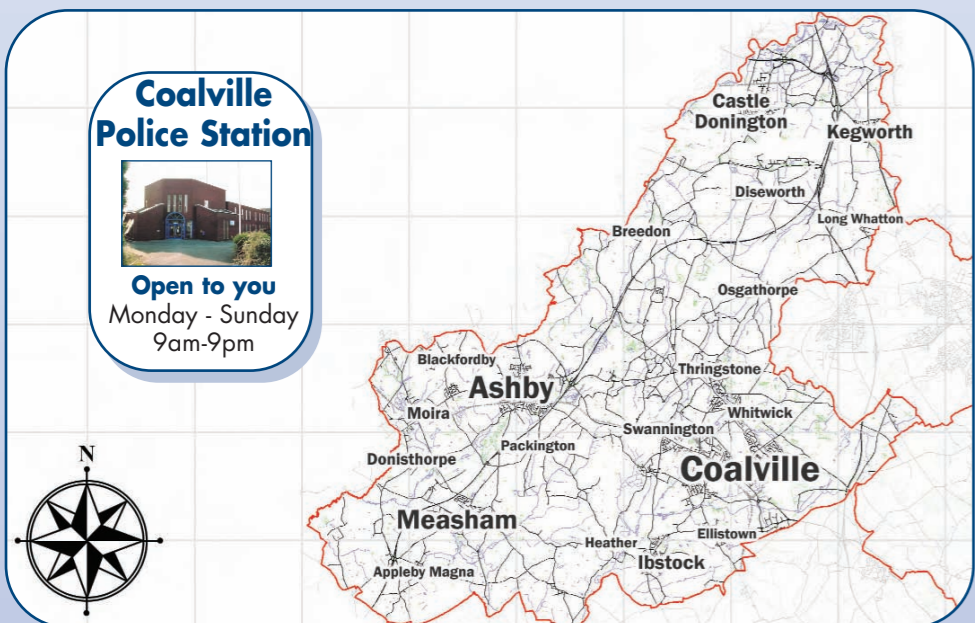 Coalville
Police Station
Open to you
Monday - Sunday
9am-9pm
Castle
Donington
Kegworth
Diseworth
Long Whatton
Breedon
Osgathorpe
Blackfordby
Thringstone
Ashby
Moira
Whitwick
Swannington
Packington
Donisthorpe
Coalville
Measham
Ellistown
Heather
Ibstock
Appleby Magna
N